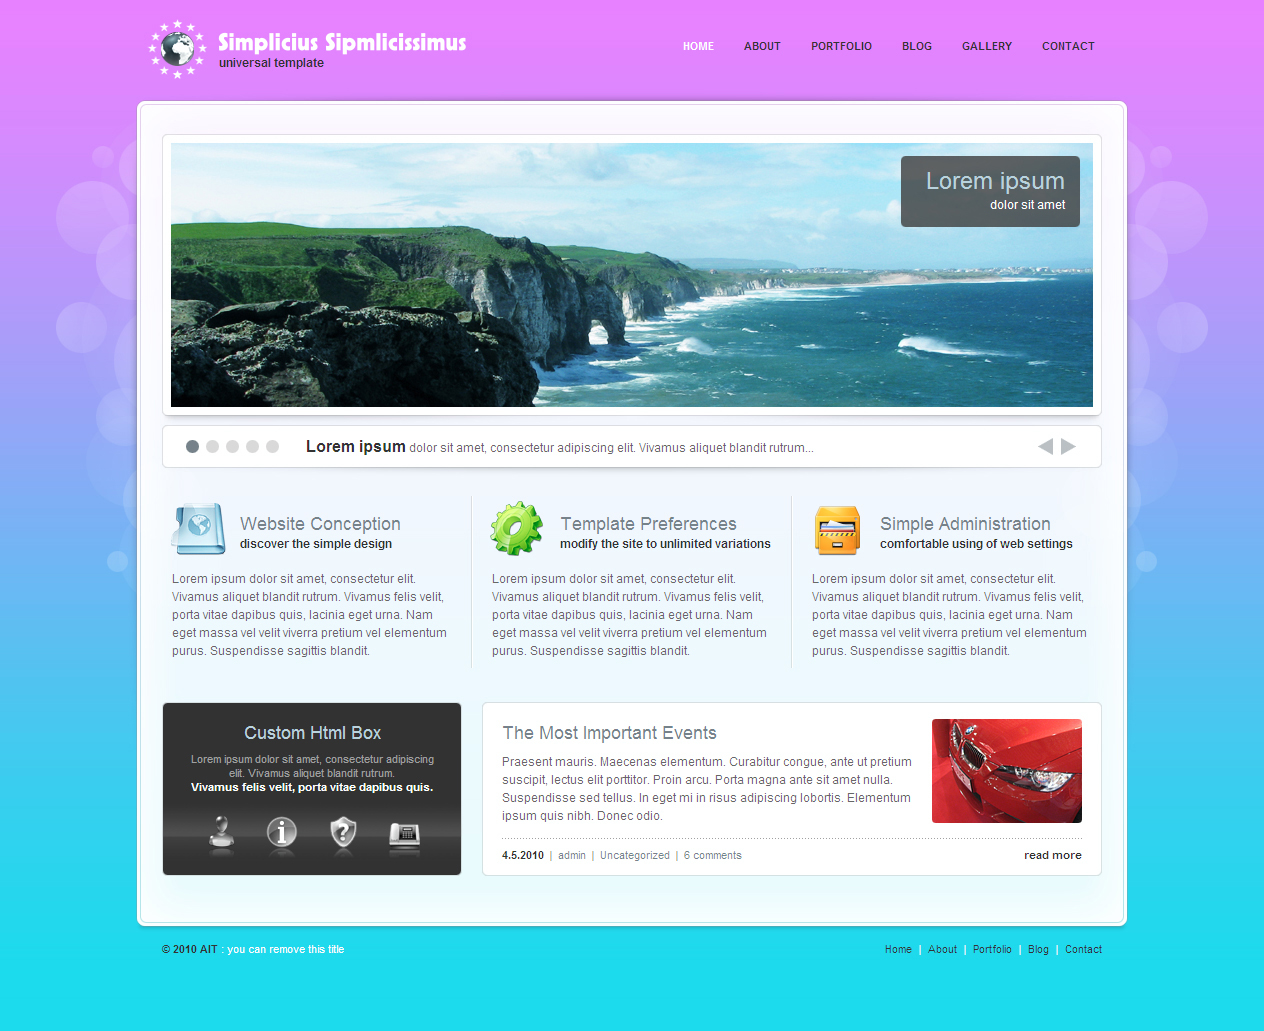 Simplicius Sipmlicissimus
universal template
HOME ABOUT PORTFOLIO BLOG GALLERY CONTACT
Lorem ipsum
dolor sit amet
Lorem ipsum dolor sit amet, consectetur adipiscing elit. Vivamus aliquet blandit rutrum...
Website Conception
discover the simple design
Lorem ipsum dolor sit amet, consectetur elit.
Vivamus aliquet blandit rutrum. Vivamus felis velit,
porta vitae dapibus quis, lacinia eget urna. Nam
eget massa vel velit viverra pretium vel elementum
purus. Suspendisse sagittis blandit.
Template Preferences
modify the site to unlimited variations
Lorem ipsum dolor sit amet, consectetur elit.
Vivamus aliquet blandit rutrum. Vivamus felis velit,
porta vitae dapibus quis, lacinia eget urna. Nam
eget massa vel velit viverra pretium vel elementum
purus. Suspendisse sagittis blandit.
Simple Administration
comfortable using of web settings
Lorem ipsum dolor sit amet, consectetur elit.
Vivamus aliquet blandit rutrum. Vivamus felis velit,
porta vitae dapibus quis, lacinia eget urna. Nam
eget massa vel velit viverra pretium vel elementum
purus. Suspendisse sagittis blandit.
Custom Html Box
Lorem ipsum dolor sit amet, consectetur adipiscing
elit. Vivamus aliquet blandit rutrum.
Vivamus felis velit, porta vitae dapibus quis.
The Most Important Events
Praesent mauris. Maecenas elementum. Curabitur congue, ante ut pretium
suscipit, lectus elit porttitor. Proin arcu. Porta magna ante sit amet nulla.
Suspendisse sed tellus. In eget mi in risus adipiscing lobortis. Elementum
ipsum quis nibh. Donec odio.
4.5.2010 | admin | Uncategorized | 6 comments
read more
© 2010 AIT : you can remove this title
Home | About | Portfolio | Blog | Contact